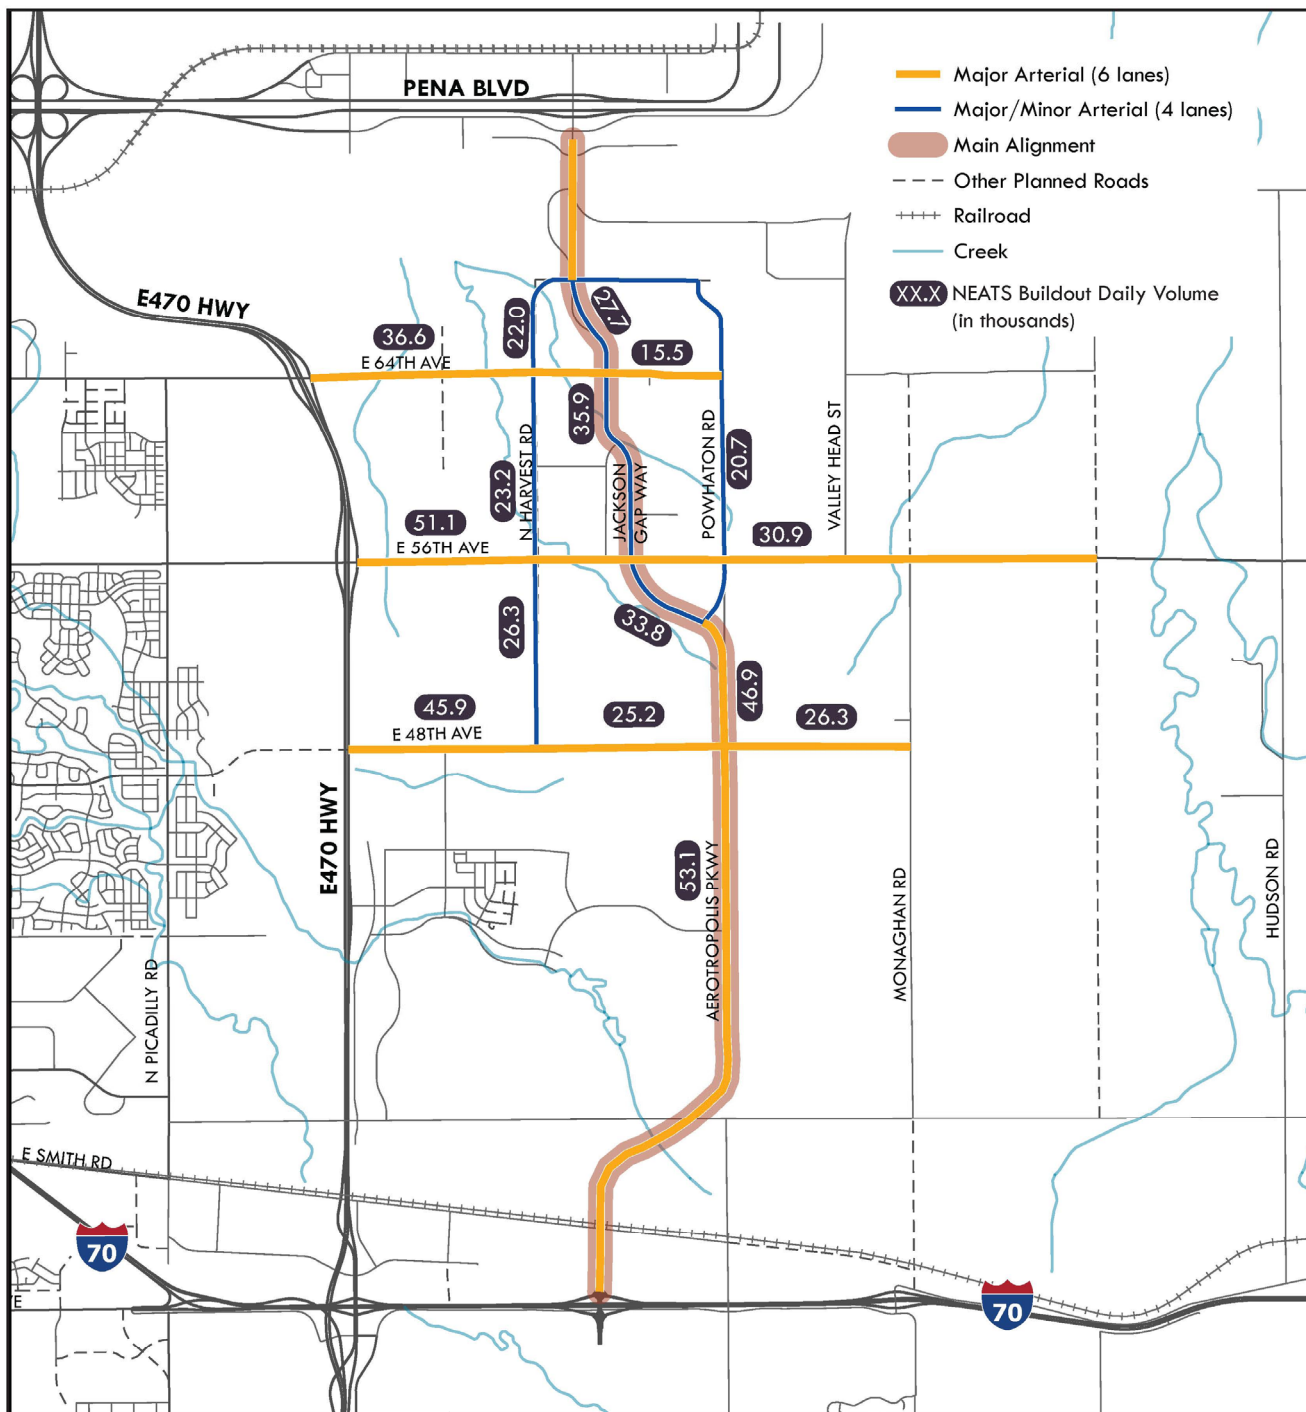 PENA BLVD
Major Arterial (6 lanes)
Major/Minor Arterial (4 lanes)
Main Alignment
Other Planned Roads
Railroad
Creek
XX.X NEATS Buildout Daily Volume
(in thousands)
E470 HWY
22.0
27.7
36.6
E 64TH AVE
15.5
35.9
N HARVEST RD
23.2
JACKSON
GAP WAY
POWHATON RD
20.7
VALLEY HEAD ST
51.1
E 56TH AVE
30.9
26.3
33.8
46.9
45.9
E 48TH AVE
25.2
26.3
E470 HWY
53.1
AEROTROPOLIS PKWY
MONAGHAN RD
HUDSON RD
N PICADILLY RD
E SMITH RD
70
70